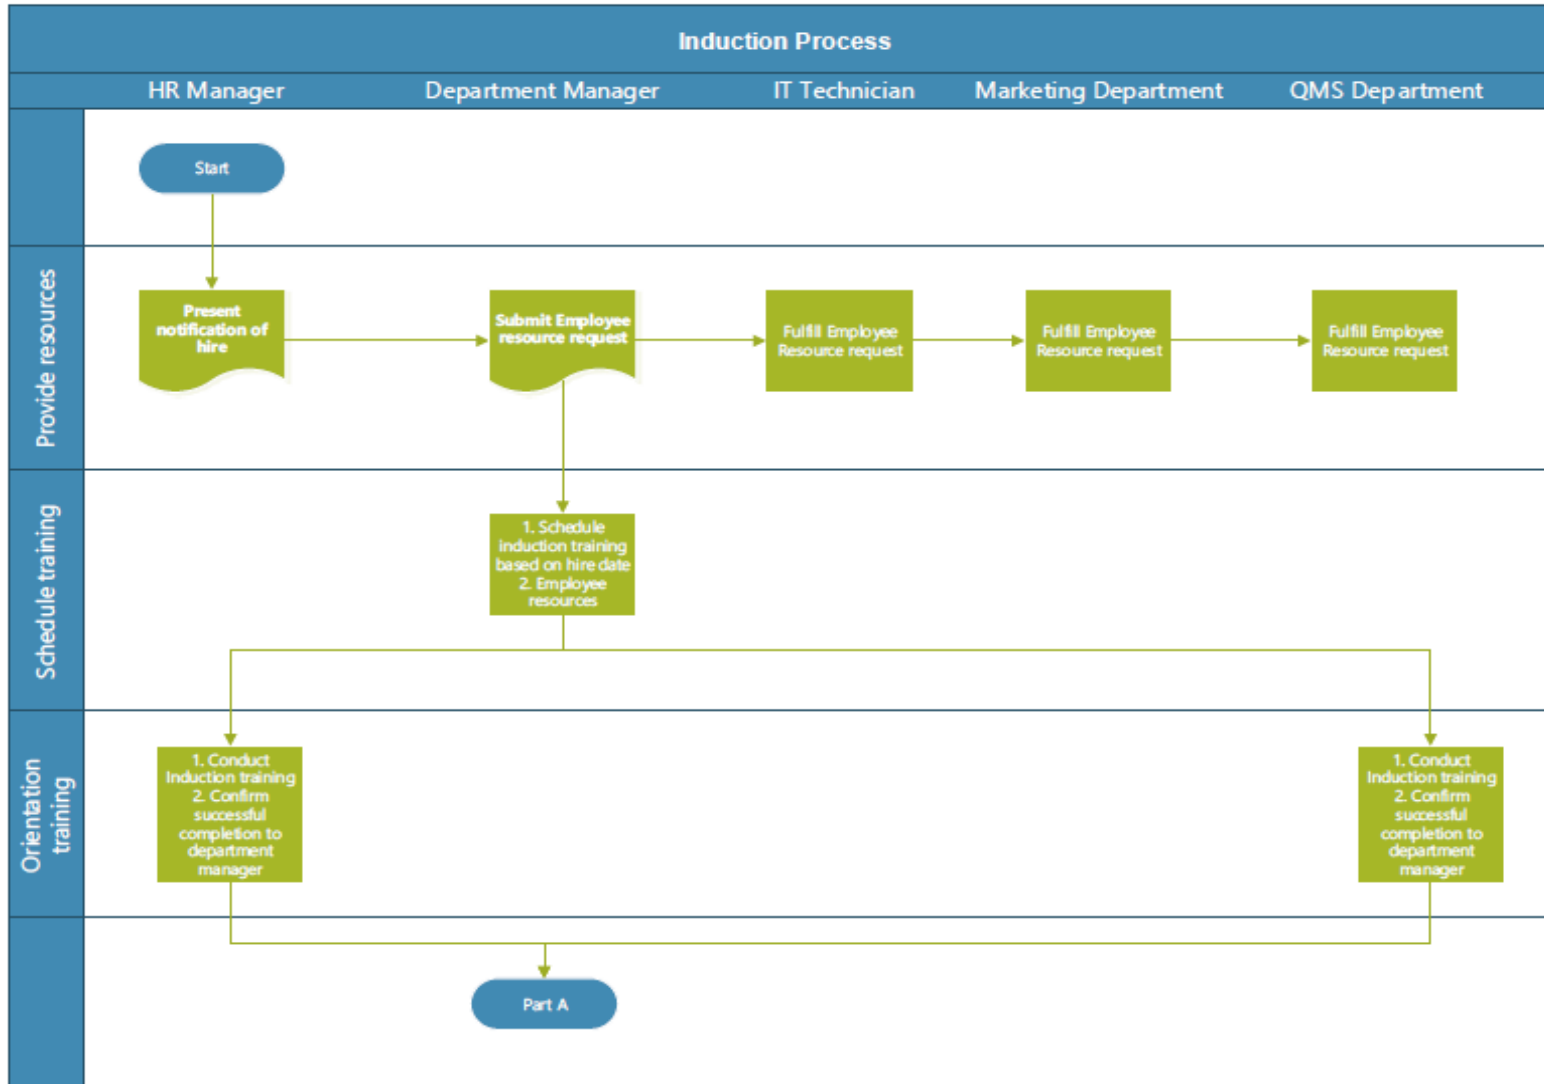 Induction Process
HR Manager
Department Manager
IT Technician
Marketing Department
QMS Department
Start
Provide resources
Present
notification of
hire
Submit Employee
resource request
Fulfill Employee
Resource request
Fulfill Employee
Resource request
Fulfill Employee
Resource request
Schedule training
1. Schedule
induction training
based on hire date
2. Employee
resources
Orientation
training
1. Conduct
Induction training
2. Confirm
successful
completion to
department
manager
1. Conduct
Induction training
2. Confirm
successful
completion to
department
manager
Part A